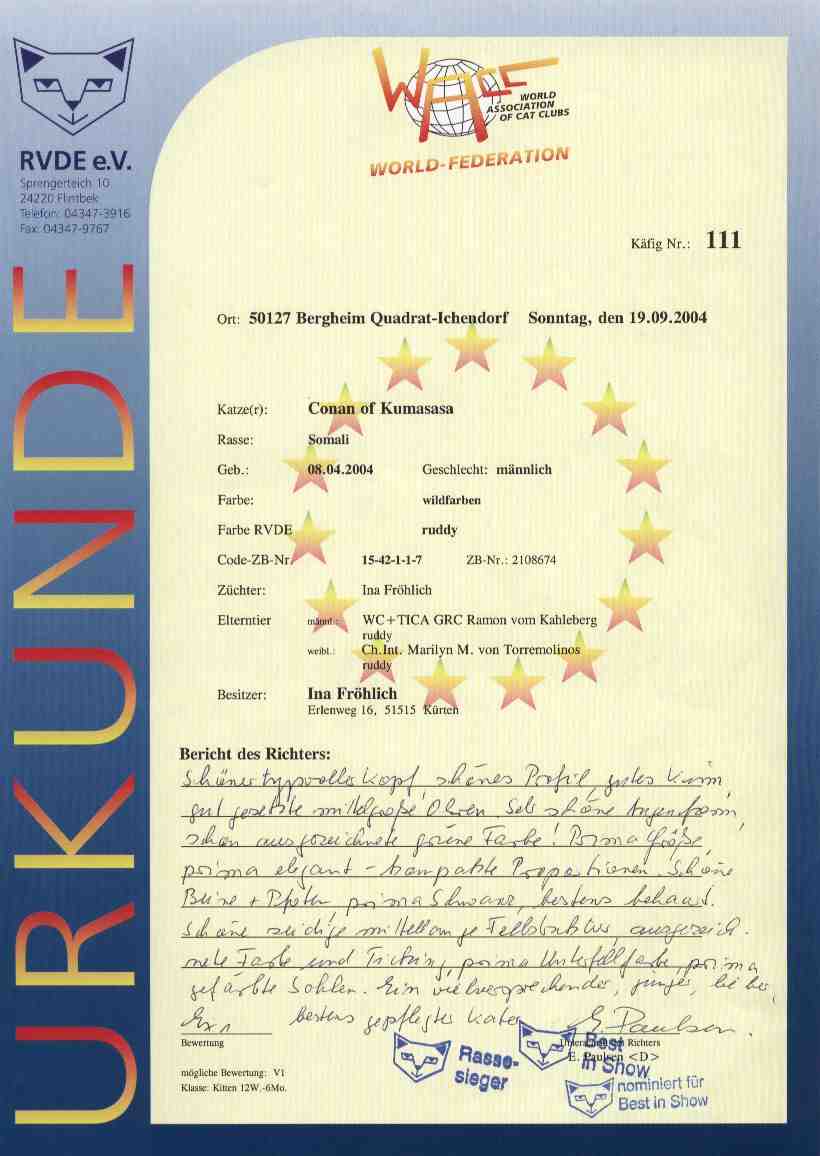 RVDE e.V.
Sprengerteich 10
24220 Flintbek
Telefon: 04347-3916
Fax: 04347-9767
URKUNDE
WACC
WORLD
ASSOCIATION
OF CAT CLUBS
WORLD-FEDERATION
Käfig Nr.: 111
Ort: 50127 Bergheim Quadrat-Ichendorf Sonntag, den 19.09.2004
Katze(r): Conan of Kumasasa
Rasse: Somali
Geb.: 08.04.2004 Geschlecht: männlich
Farbe: wildfarben
Farbe RVDE ruddy
Code-ZB-Nr. 15-42-1-1-7 ZB-Nr.: 2108674
Züchter: Ina Fröhlich
Elterntier männl.: WC+TICA GRC Ramon vom Kahleberg
ruddy
weibl.: Ch.Int. Marilyn M. von Torremolinos
ruddy
Besitzer: Ina Fröhlich
Erlenweg 16, 51515 Kürten
Bericht des Richters:
Schöner typvoller Kopf, schönes Profil, gutes Kinn,
gut gesetzte mittelgroße Ohren. Sehr schöne Augenform,
schon ausgezeichnete grüne Farbe! Prima Größe,
prima elegant - kompakte Proportionen. Schöne
Beine + Pfoten, prima Schwanz, bestens behaart.
Schöne seidige mittellange Fellstruktur, ausgezeich-
nete Farbe und Ticking, prima Unterfellfarbe, prima
gefärbte Sohlen. Ein vielversprechender, junger, lieber,
Ex 1 bestens gepflegter Kater E. Paulsen.
Bewertung Unterschrift des Richters
E. Paulsen <D>
mögliche Bewertung: V1
Klasse: Kitten 12W.-6Mo.
Rasse-
sieger
Best
in Show
nominiert für
Best in Show